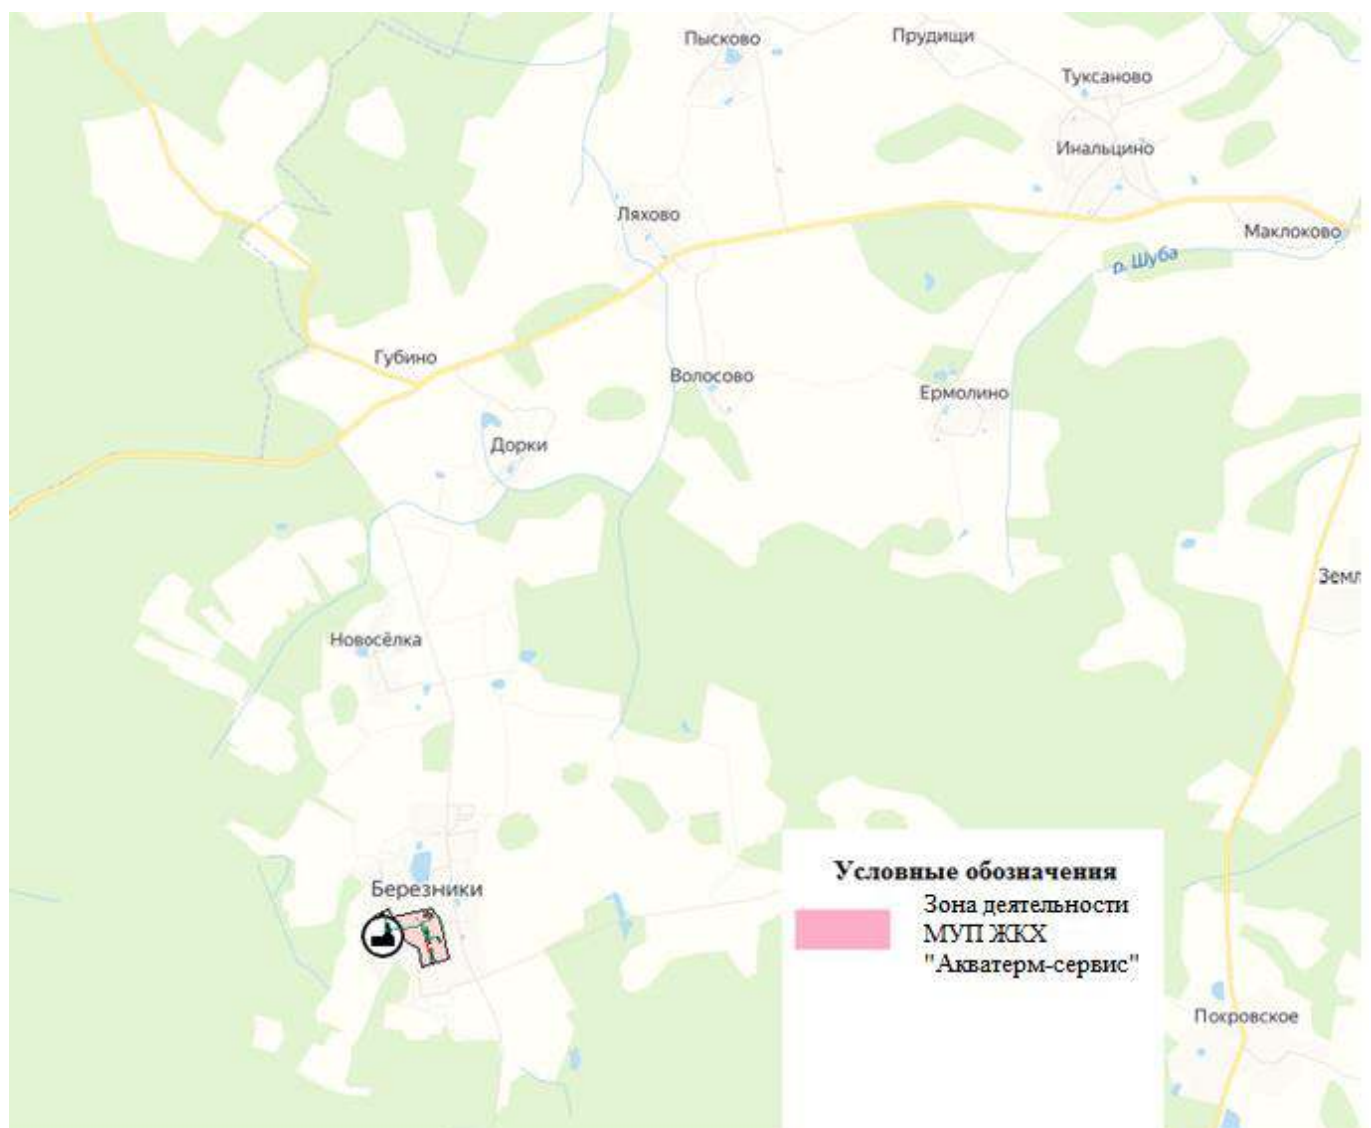 Пысково
Прудищи
Туксаново
Инальцино
Ляхово
Маклоково
р. Шуба
Губино
Волосово
Ермолино
Дорки
Земл
Новосёлка
Условные обозначения
Березники
Зона деятельности
МУП ЖКХ
"Акватерм-сервис"
Покровское